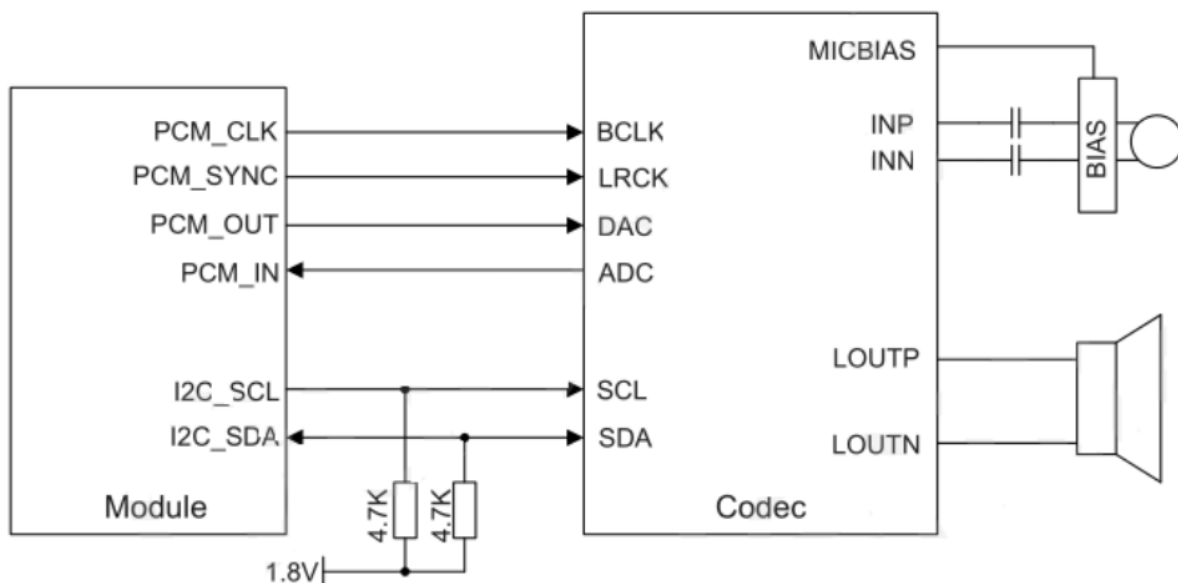 MICBIAS
PCM_CLK
BCLK
INP
PCM_SYNC
LRCK
INN
BIAS
PCM_OUT
DAC
PCM_IN
ADC
LOUTP
I2C_SCL
SCL
I2C_SDA
SDA
LOUTN
Module
4.7K
4.7K
Codec
1.8V